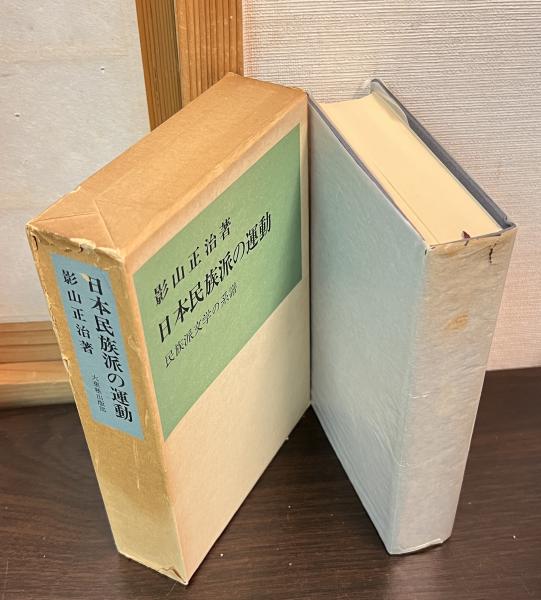 影山正治著
日本民族派の運動
民族派文学の系譜
日本民族派の運動
影山正治著
大東塾出版部